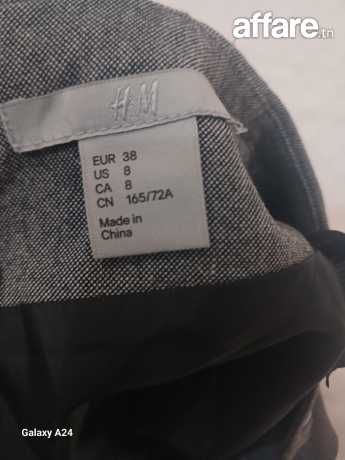 affare.tn
H&M
EUR 38
US 8
CA 8
CN 165/72A
Made in
China
Galaxy A24